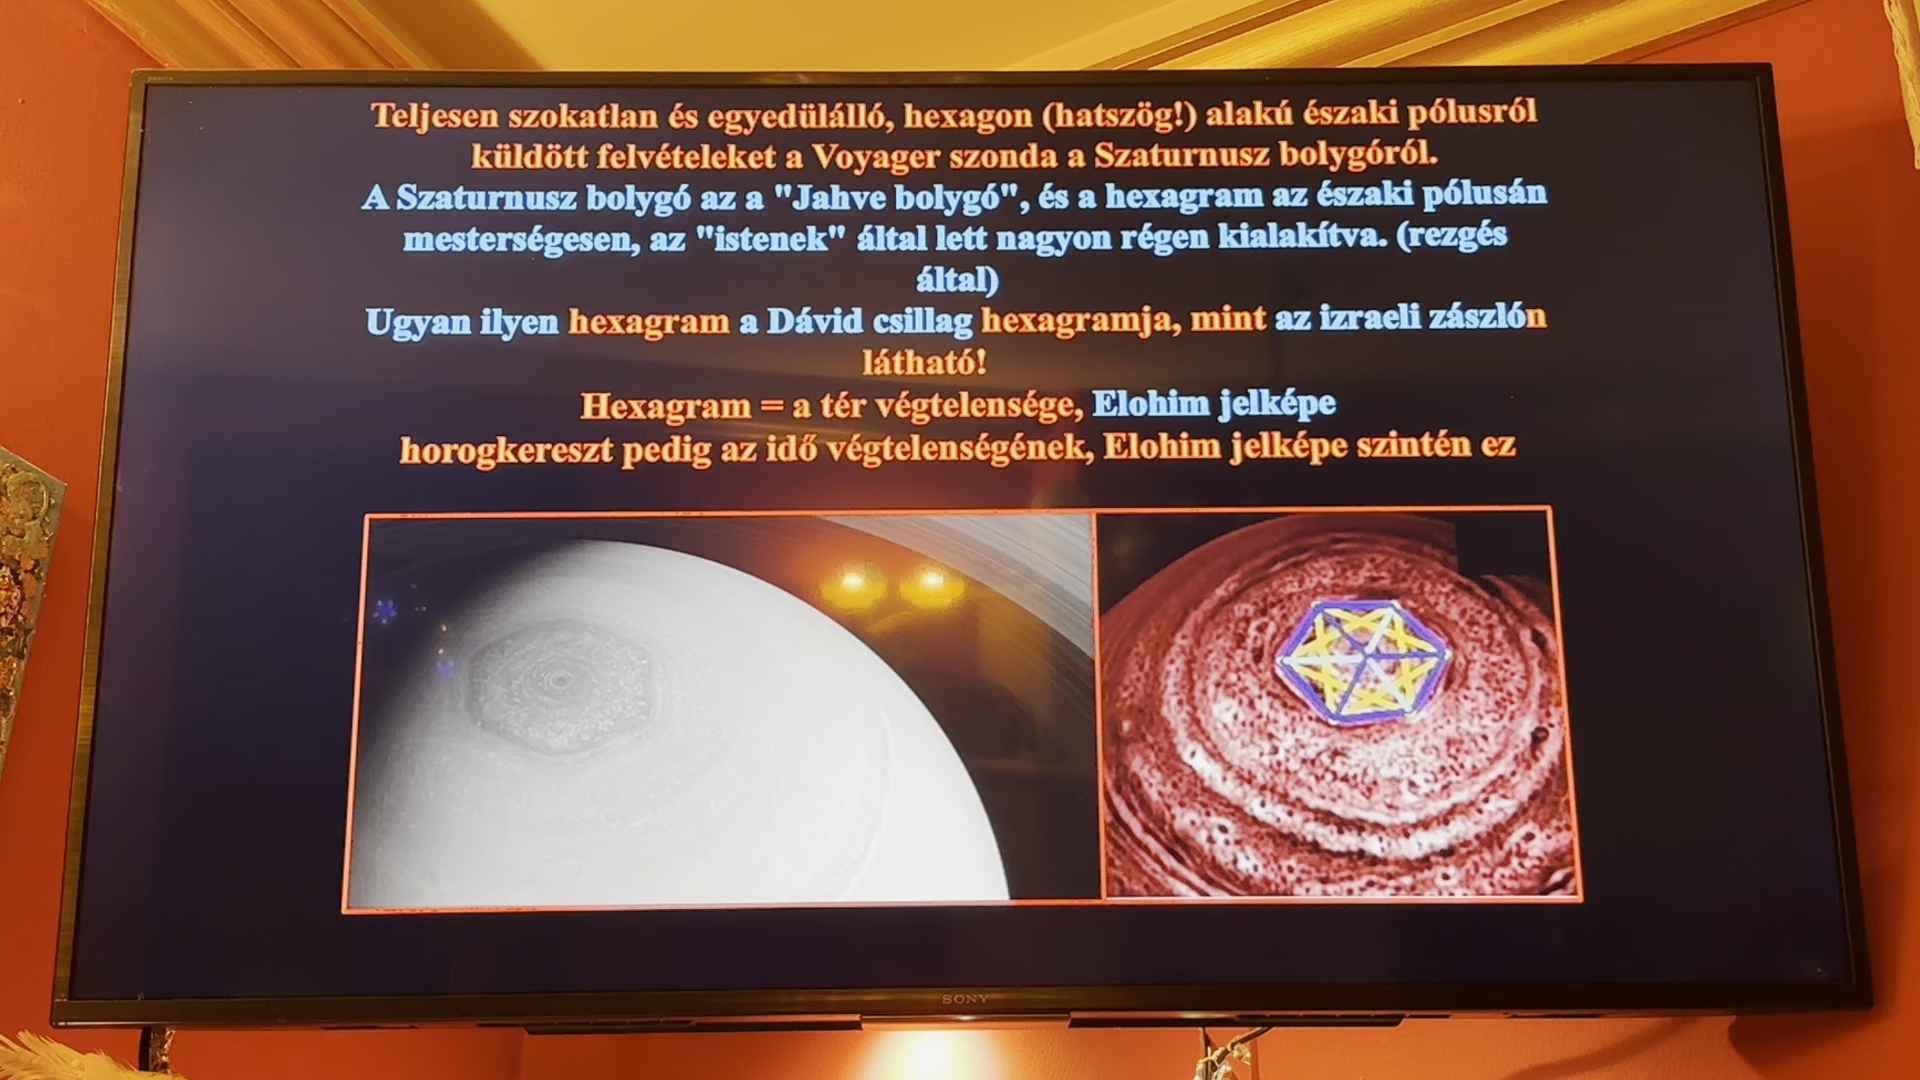 Teljesen szokatlan és egyedülálló, hexagon (hatszög!) alakú északi pólusról
küldött felvételeket a Voyager szonda a Szaturnusz bolygóról.
A Szaturnusz bolygó az a "Jahve bolygó", és a hexagram az északi pólusán
mesterségesen, az "istenek" által lett nagyon régen kialakítva. (rezgés
által)
Ugyan ilyen hexagram a Dávid csillag hexagramja, mint az izraeli zászlón
látható!
Hexagram = a tér végtelensége, Elohim jelképe
horogkereszt pedig az idő végtelenségének, Elohim jelképe szintén ez
SONY